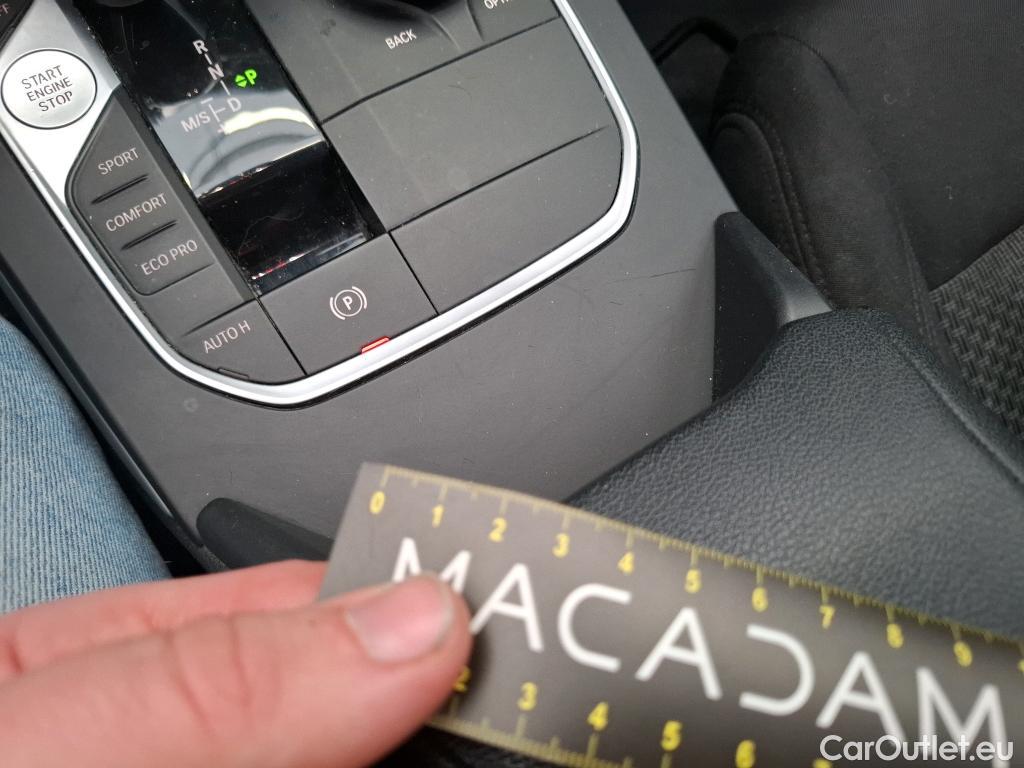 START
ENGINE
STOP
R
N
P
D
M/S
+
BACK
SPORT
COMFORT
ECO PRO
AUTO H
P
0 1 2 3 4 5 6 7 8 9
MACADAM
2 3 4 5 6
CarOutlet.eu